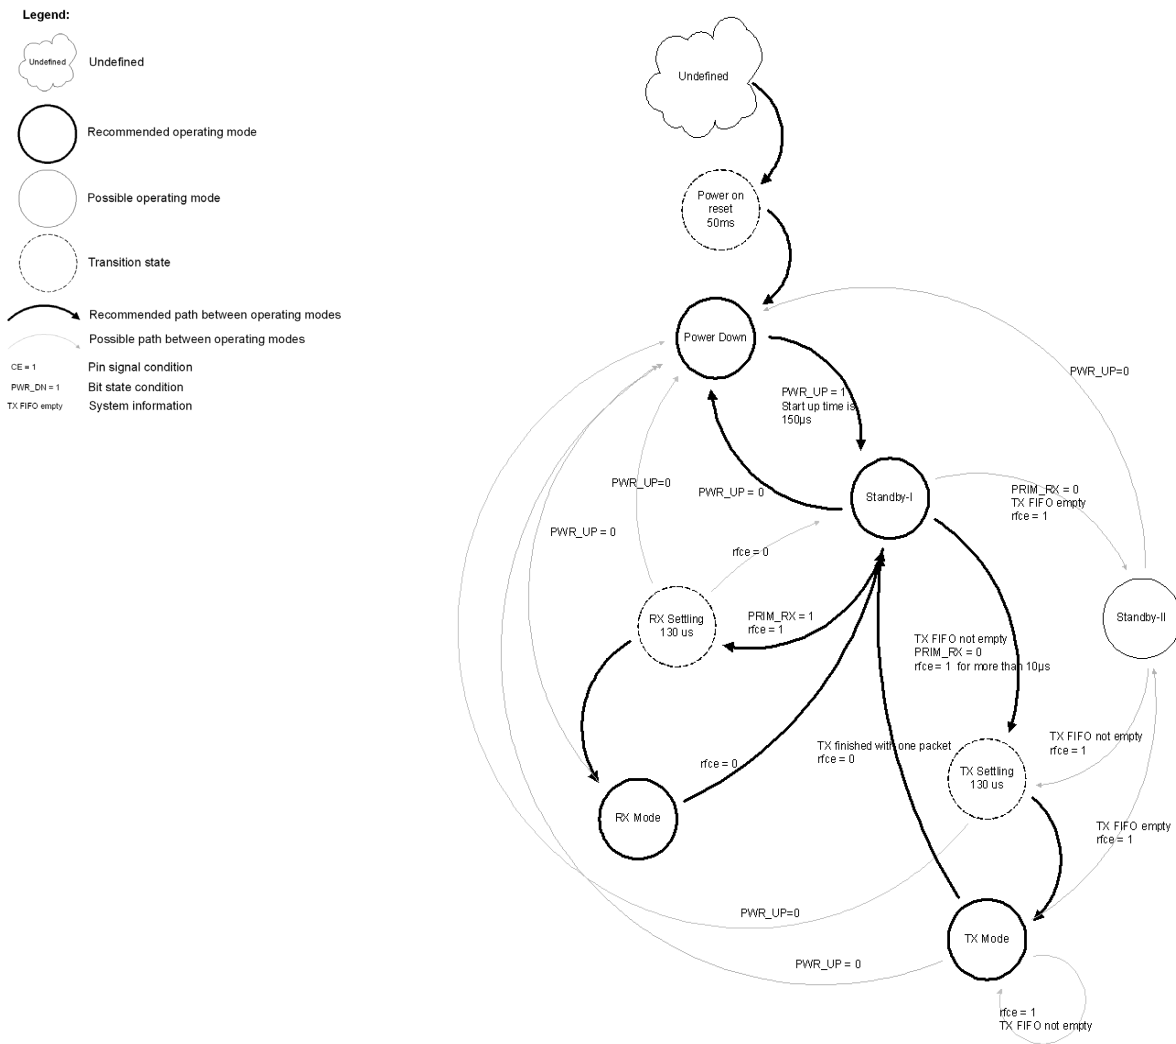 Legend:
Undefined
Undefined
Recommended operating mode
Possible operating mode
Transition state
Recommended path between operating modes
Possible path between operating modes
CE = 1
Pin signal condition
PWR_DN = 1
Bit state condition
TX FIFO empty
System information
Undefined
Power on
reset
50ms
Power Down
PWR_UP=0
PWR_UP = 1
Start up time is
150µs
PWR_UP=0
PWR_UP = 0
Standby-I
PRIM_RX = 0
TX FIFO empty
rfce = 1
PWR_UP = 0
rfce = 0
RX Settling
130 us
PRIM_RX = 1
rfce = 1
Standby-II
TX FIFO not empty
PRIM_RX = 0
rfce = 1 for more than 10µs
TX FIFO not empty
rfce = 1
TX finished with one packet
rfce = 0
rfce = 0
TX Settling
130 us
RX Mode
TX FIFO empty
rfce = 1
PWR_UP=0
TX Mode
PWR_UP = 0
rfce = 1
TX FIFO not empty